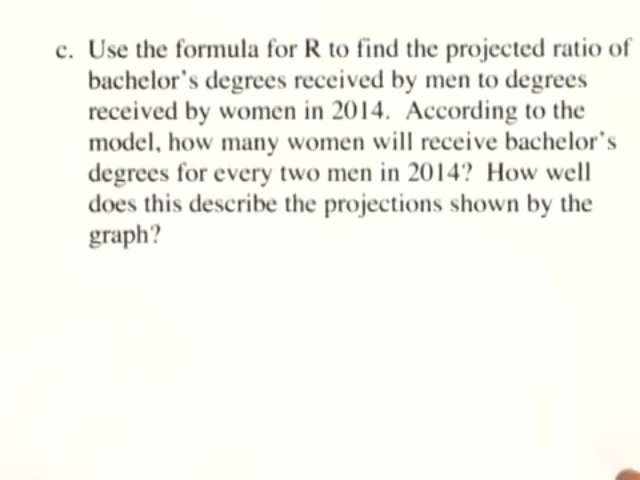 c. Use the formula for R to find the projected ratio of
bachelor's degrees received by men to degrees
received by women in 2014. According to the
model, how many women will receive bachelor's
degrees for every two men in 2014? How well
does this describe the projections shown by the
graph?